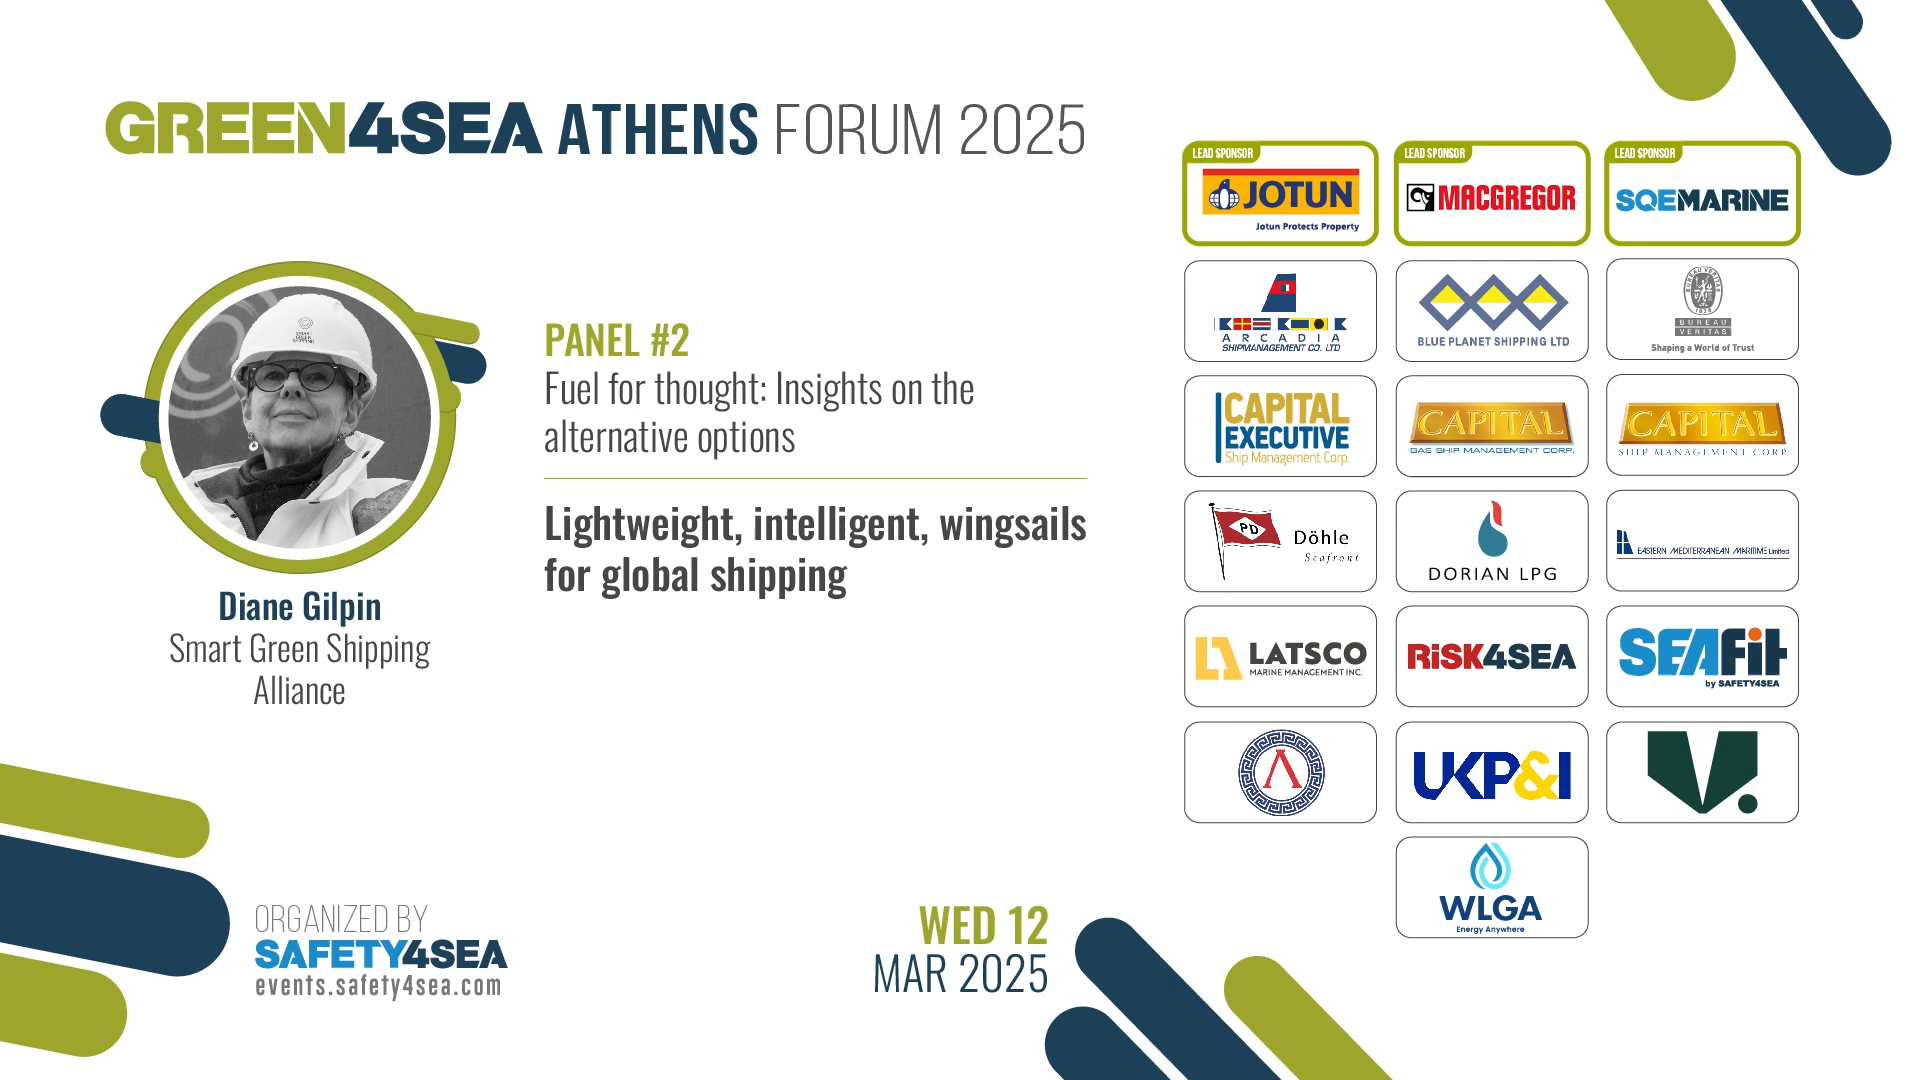 GREEN4SEA ATHENS FORUM 2025
PANEL #2
Fuel for thought: Insights on the
alternative options
Lightweight, intelligent, wingsails
for global shipping
Diane Gilpin
Smart Green Shipping
Alliance
ORGANIZED BY
SAFETY4SEA
events.safety4sea.com
WED 12
MAR 2025
LEAD SPONSOR
JOTUN
Jotun Protects Property
LEAD SPONSOR
MACGREGOR
LEAD SPONSOR
SQEMARINE
ARCADIA
SHIPMANAGEMENT CO. LTD
BLUE PLANET SHIPPING LTD
BUREAU VERITAS
1828
BUREAU
VERITAS
Shaping a World of Trust
CAPITAL
EXECUTIVE
Ship Management Corp.
CAPITAL
GAS SHIP MANAGEMENT CORP.
CAPITAL
SHIP MANAGEMENT CORP
PD
Döhle
Seafront
DORIAN LPG
EASTERN MEDITERRANEAN MARITIME Limited
LATSCO
MARINE MANAGEMENT INC.
RiSK4SEA
SEAFiT
by SAFETY4SEA
Λ
UKP&I
V.
WLGA
Energy Anywhere